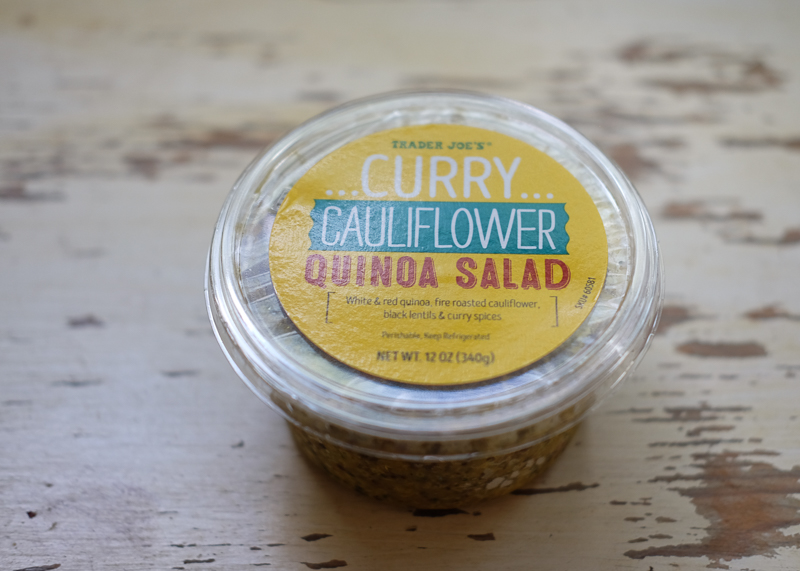 TRADER JOE'S®
...CURRY...
CAULIFLOWER
QUINOA SALAD
White & red quinoa, fire roasted cauliflower,
black lentils & curry spices
Perishable, Keep Refrigerated
NET WT. 12 OZ (340g)